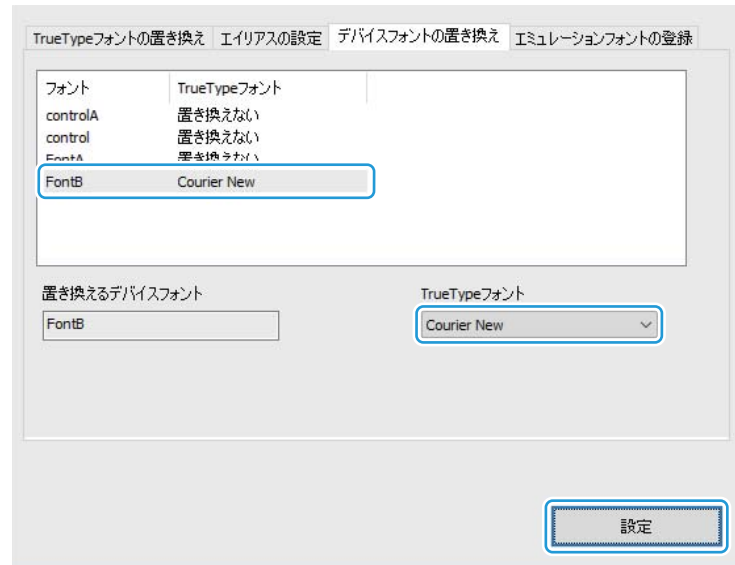 TrueTypeフォントの置き換え エイリアスの設定 デバイスフォントの置き換え エミュレーションフォントの登録
フォント TrueTypeフォント
controlA 置き換えない
control 置き換えない
FontA 置き換えない
FontB Courier New
置き換えるデバイスフォント TrueTypeフォント
FontB Courier New
設定